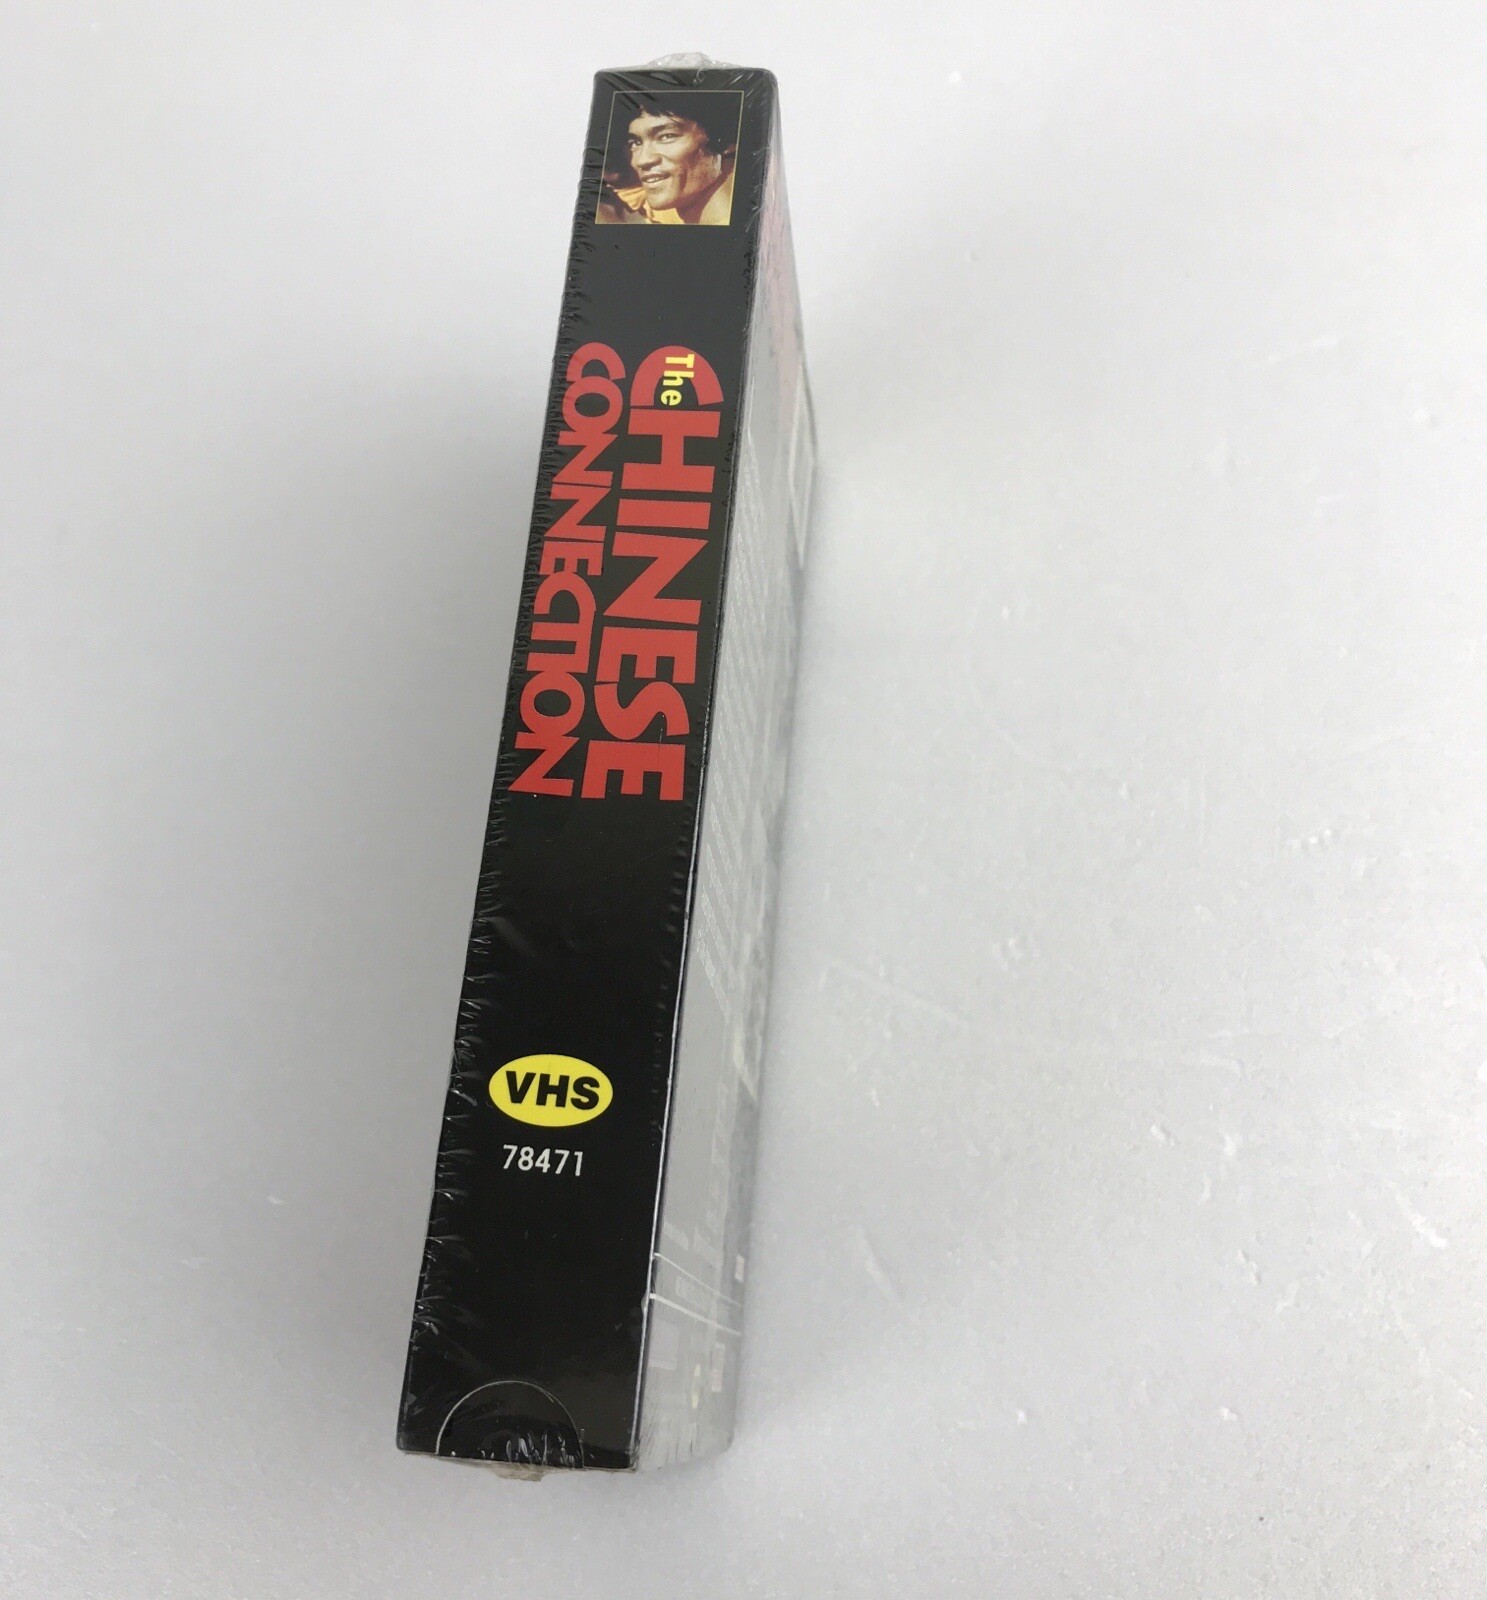 The
CHINESE
CONNECTION
VHS
78471